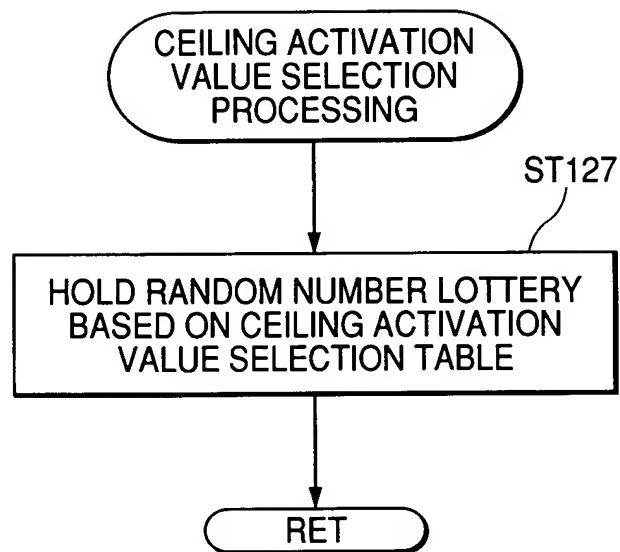 CEILING ACTIVATION
VALUE SELECTION
PROCESSING
ST127
HOLD RANDOM NUMBER LOTTERY
BASED ON CEILING ACTIVATION
VALUE SELECTION TABLE
RET